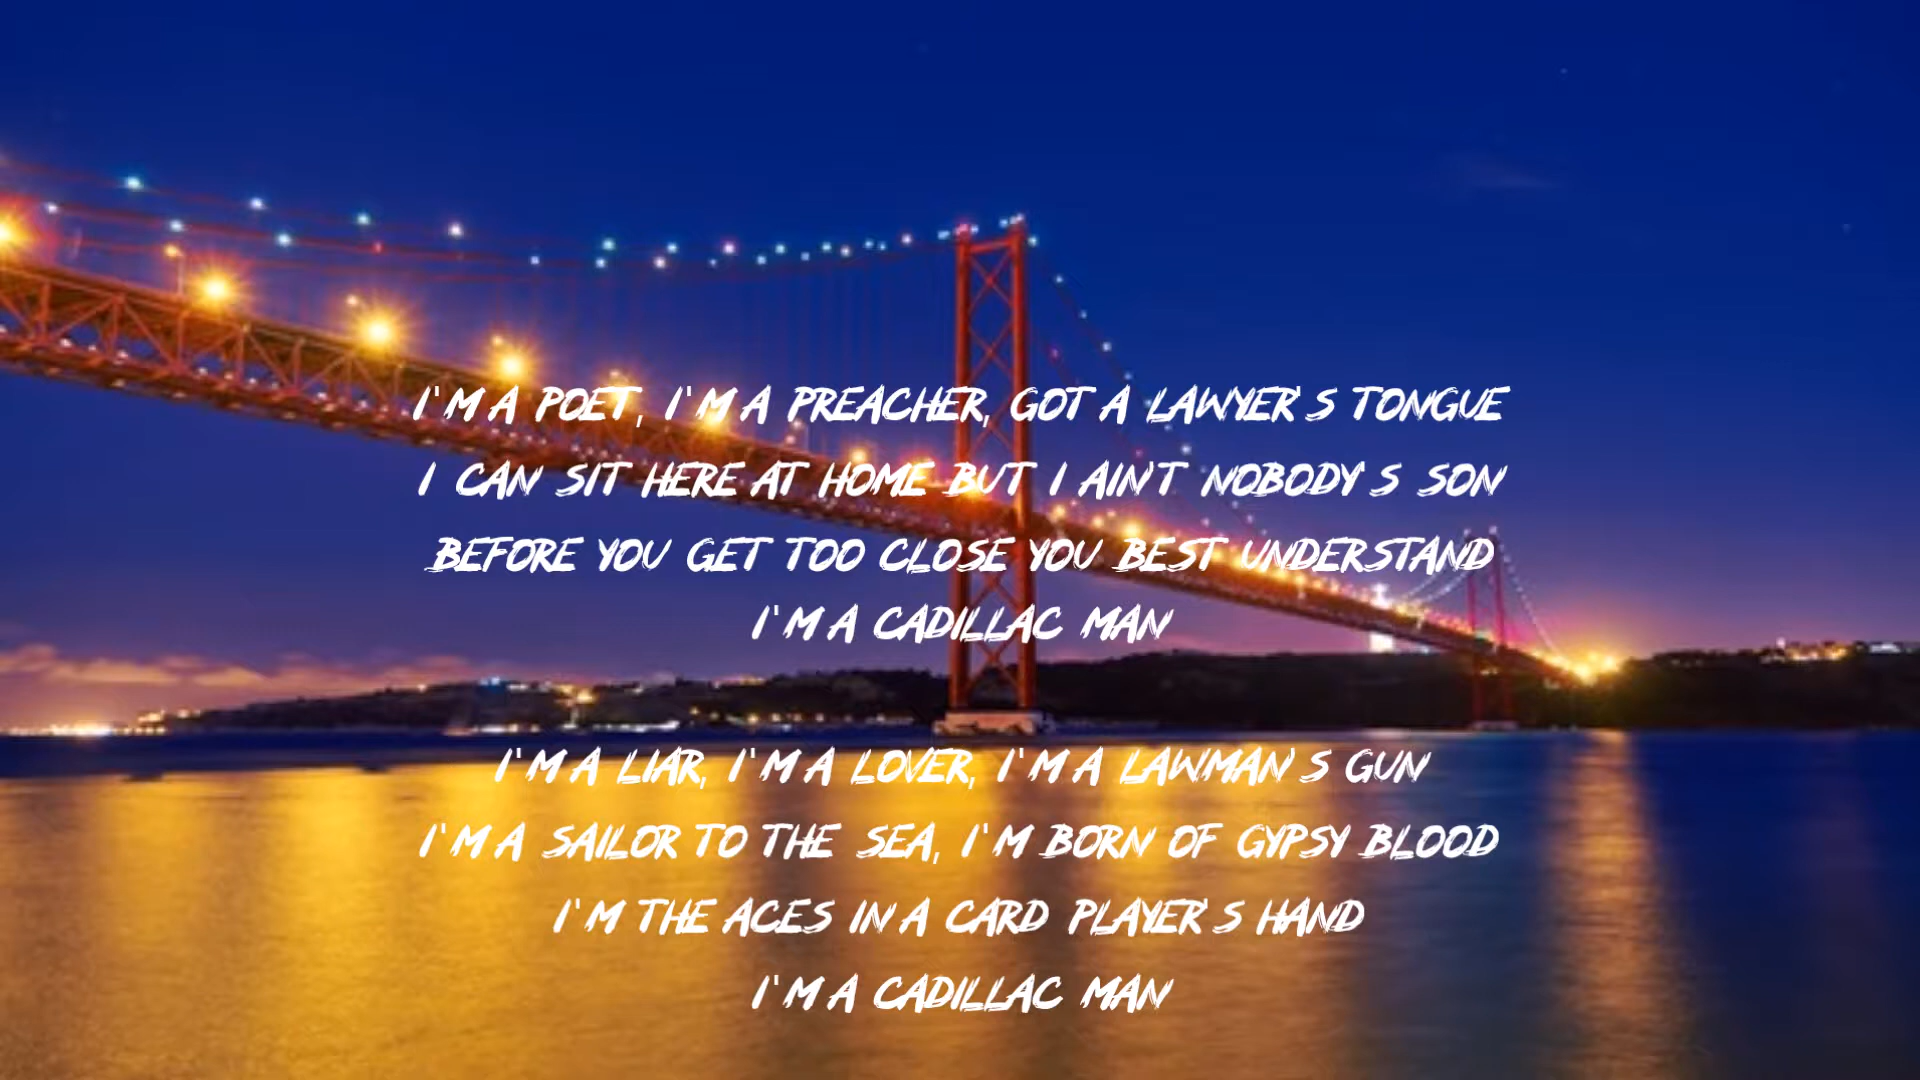 I'M A POET, I'M A PREACHER, GOT A LAWYER'S TONGUE
I CAN SIT HERE AT HOME BUT I AIN'T NOBODY'S SON
BEFORE YOU GET TOO CLOSE YOU BEST UNDERSTAND
I'M A CADILLAC MAN
I'M A LIAR, I'M A LOVER, I'M A LAWMAN'S GUN
I'M A SAILOR TO THE SEA, I'M BORN OF GYPSY BLOOD
I'M THE ACES IN A CARD PLAYER'S HAND
I'M A CADILLAC MAN